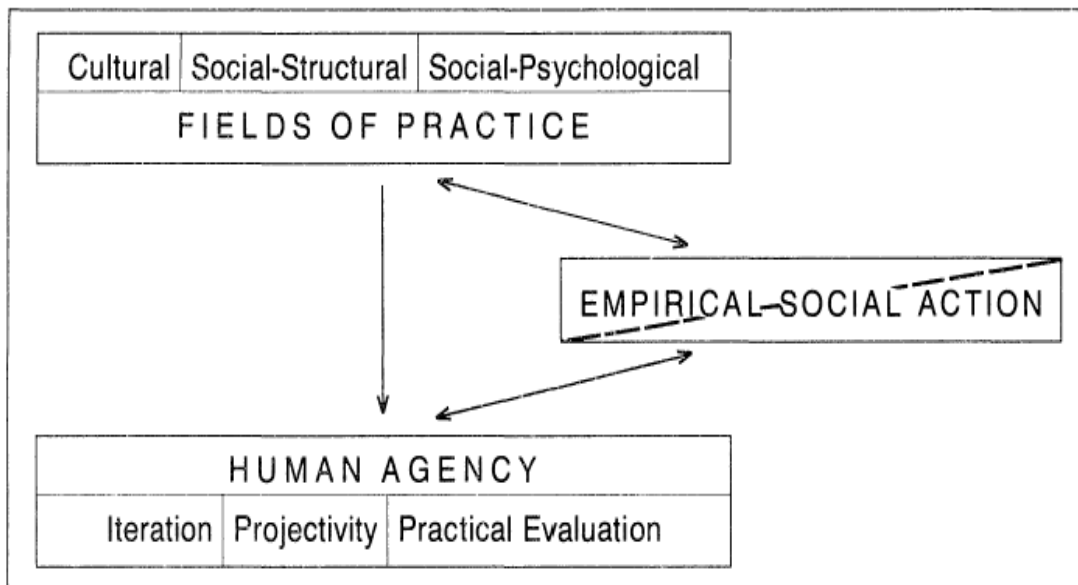 Cultural Social-Structural Social-Psychological
FIELDS OF PRACTICE
EMPIRICAL SOCIAL ACTION
HUMAN AGENCY
Iteration Projectivity Practical Evaluation